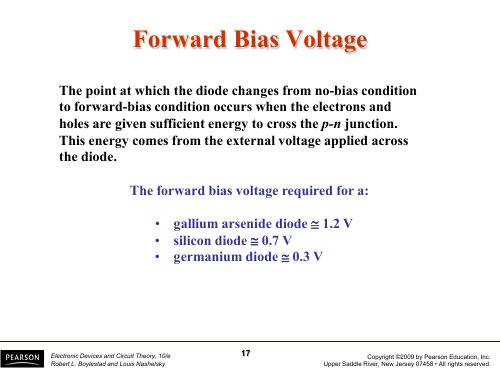 Forward Bias Voltage
The point at which the diode changes from no-bias condition
to forward-bias condition occurs when the electrons and
holes are given sufficient energy to cross the p-n junction.
This energy comes from the external voltage applied across
the diode.
The forward bias voltage required for a:
• gallium arsenide diode ≅ 1.2 V
• silicon diode ≅ 0.7 V
• germanium diode ≅ 0.3 V
PEARSON
Electronic Devices and Circuit Theory, 10/e
Robert L. Boylestad and Louis Nashelsky
17
Copyright ©2009 by Pearson Education, Inc.
Upper Saddle River, New Jersey 07458 • All rights reserved.